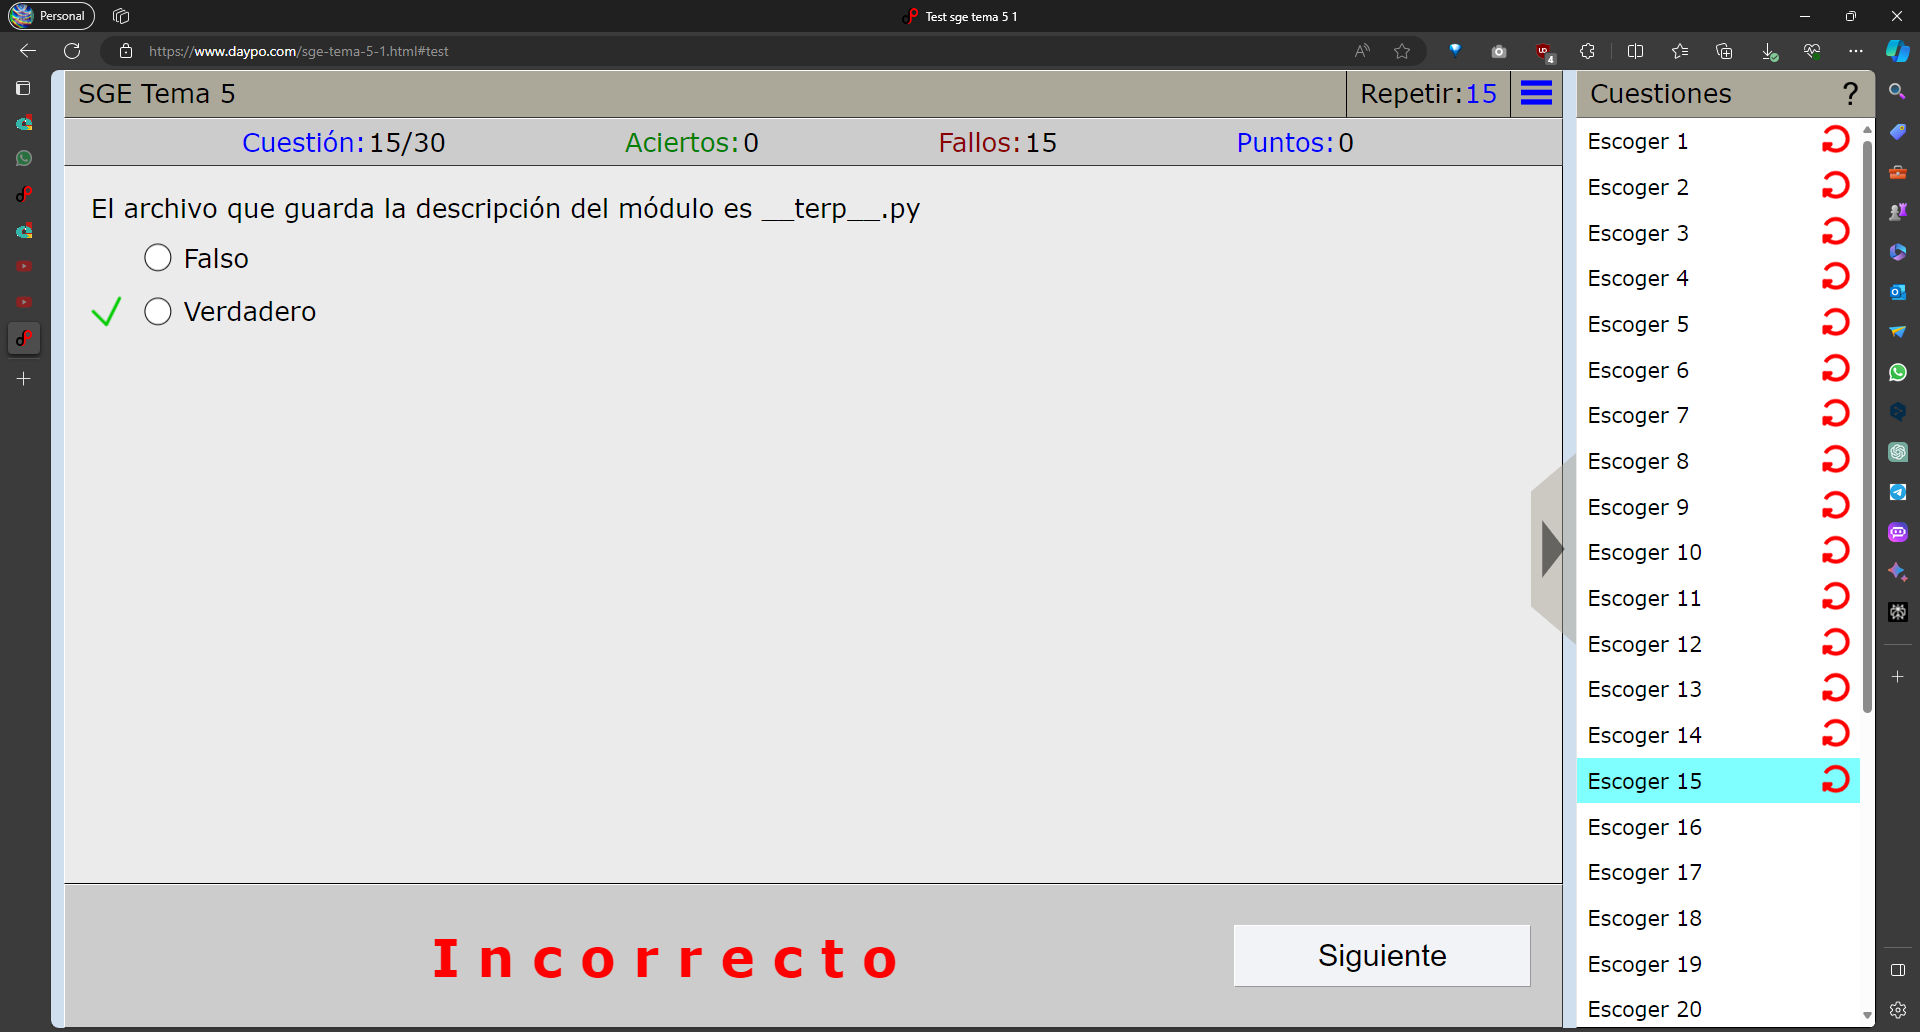 Personal
Test sge tema 5 1
https://www.daypo.com/sge-tema-5-1.html#test
SGE Tema 5
Repetir:15
Cuestión:15/30
Aciertos:0
Fallos:15
Puntos:0
El archivo que guarda la descripción del módulo es __terp__.py
Falso
Verdadero
Incorrecto
Siguiente
Cuestiones ?
Escoger 1
Escoger 2
Escoger 3
Escoger 4
Escoger 5
Escoger 6
Escoger 7
Escoger 8
Escoger 9
Escoger 10
Escoger 11
Escoger 12
Escoger 13
Escoger 14
Escoger 15
Escoger 16
Escoger 17
Escoger 18
Escoger 19
Escoger 20